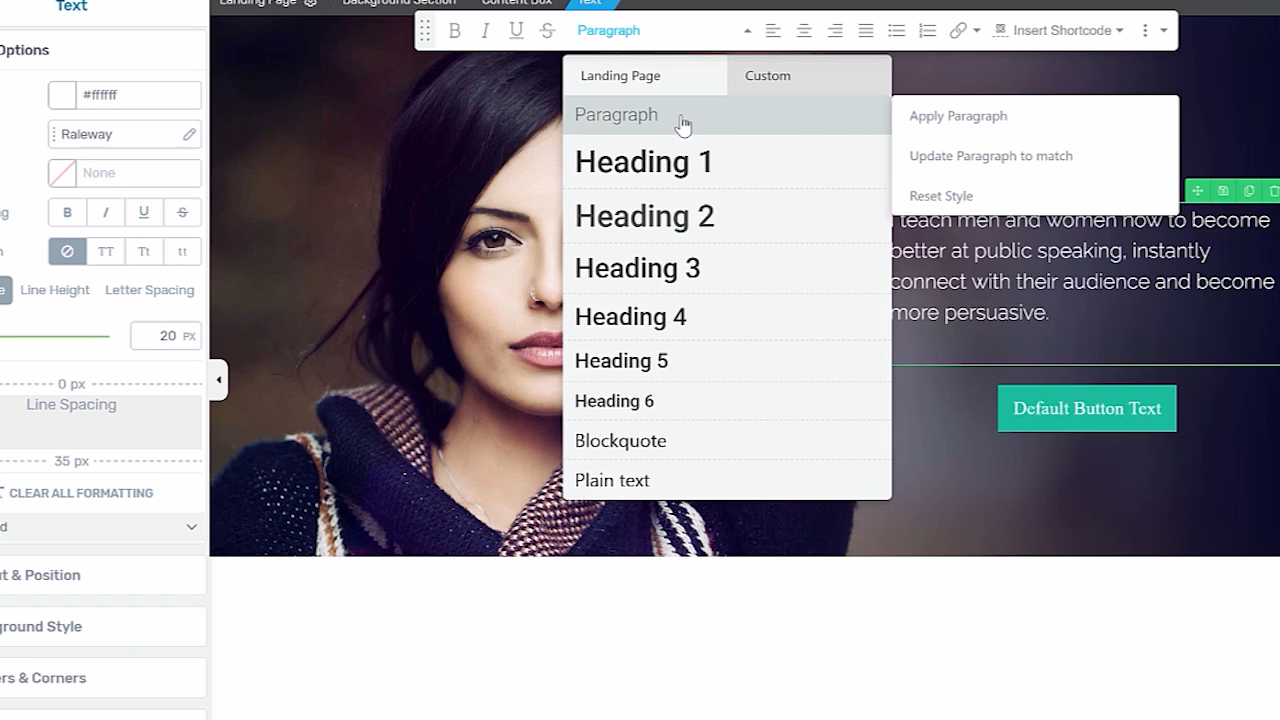 Text
Landing Page
Background Section
Content Box
Text
Options
#ffffff
Raleway
None
B I U S
TT Tt tt
Line Height
Letter Spacing
20 PX
0 px
Line Spacing
35 px
CLEAR ALL FORMATTING
t & Position
round Style
rs & Corners
B I U S
Paragraph
Insert Shortcode
Landing Page
Custom
Paragraph
Heading 1
Heading 2
Heading 3
Heading 4
Heading 5
Heading 6
Blockquote
Plain text
Apply Paragraph
Update Paragraph to match
Reset Style
I teach men and women how to become
better at public speaking, instantly
connect with their audience and become
more persuasive.
Default Button Text